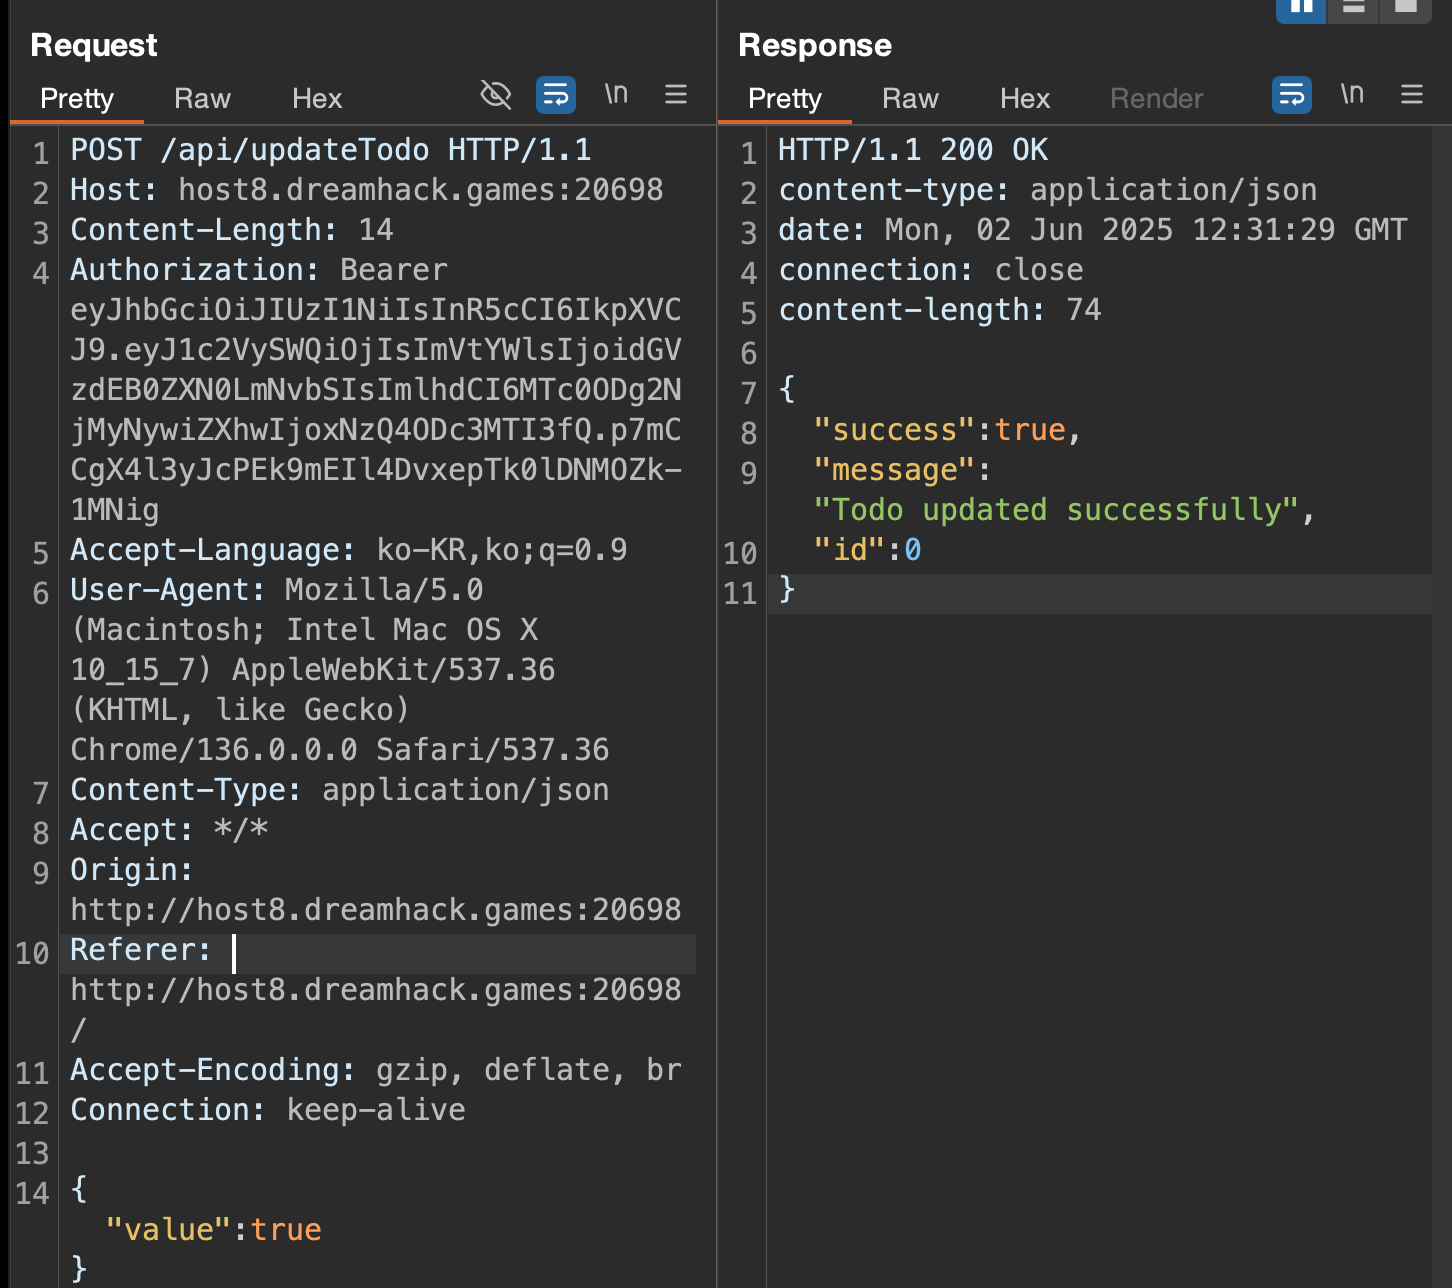 Request
Pretty Raw Hex \n
1 POST /api/updateTodo HTTP/1.1
2 Host: host8.dreamhack.games:20698
3 Content-Length: 14
4 Authorization: Bearer
eyJhbGciOiJIUzI1NiIsInR5cCI6IkpXVC
J9.eyJ1c2VySWQiOjIsImVtYWlsIjoidGV
zdEB0ZXN0LmNvbSIsImlhdCI6MTc0ODg2N
jMyNywiZXhwIjoxNzQ4ODc3MTI3fQ.p7mC
CgX4l3yJcPEk9mEIl4DvxepTk0lDNMOZk-
1MNig
5 Accept-Language: ko-KR,ko;q=0.9
6 User-Agent: Mozilla/5.0
(Macintosh; Intel Mac OS X
10_15_7) AppleWebKit/537.36
(KHTML, like Gecko)
Chrome/136.0.0.0 Safari/537.36
7 Content-Type: application/json
8 Accept: */*
9 Origin:
http://host8.dreamhack.games:20698
10 Referer:
http://host8.dreamhack.games:20698
/
11 Accept-Encoding: gzip, deflate, br
12 Connection: keep-alive
13
14 {
"value":true
}
Response
Pretty Raw Hex Render \n
1 HTTP/1.1 200 OK
2 content-type: application/json
3 date: Mon, 02 Jun 2025 12:31:29 GMT
4 connection: close
5 content-length: 74
6
7 {
8 "success":true,
9 "message":
"Todo updated successfully",
10 "id":0
11 }